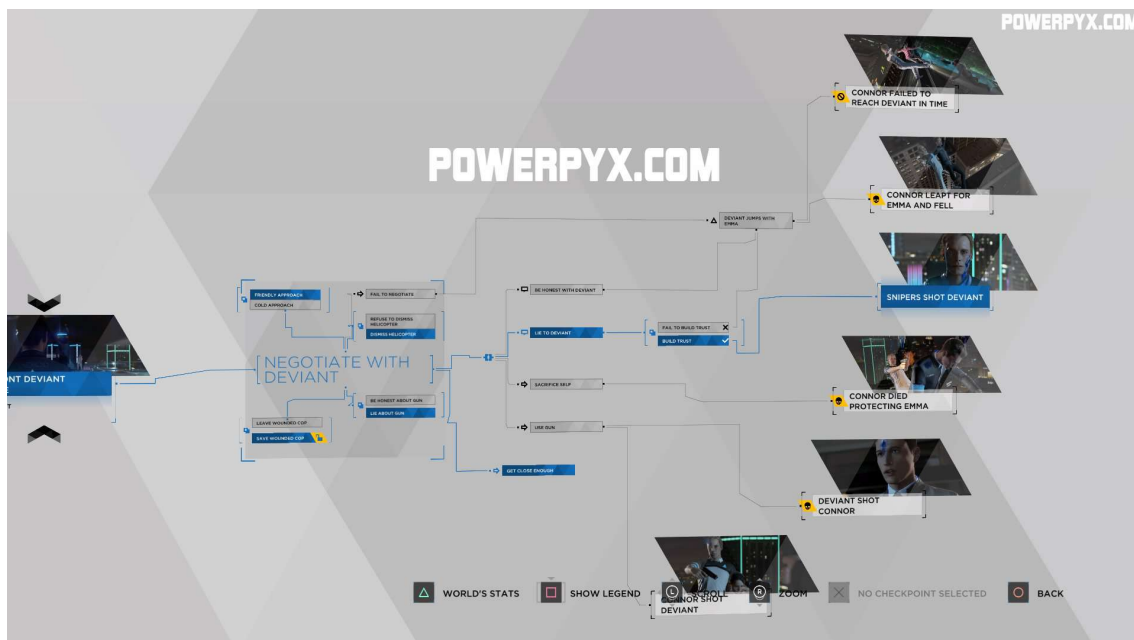 POWERPYX.COM
CONNOR FAILED TO
REACH DEVIANT IN TIME
POWERPYX.COM
CONNOR LEAPT FOR
EMMA AND FELL
DEVIANT JUMPS WITH
EMMA
FRIENDLY APPROACH
COLD APPROACH
FAIL TO NEGOTIATE
BE HONEST WITH DEVIANT
SNIPERS SHOT DEVIANT
REFUSE TO DISMISS
HELICOPTER
DISMISS HELICOPTER
LIE TO DEVIANT
FAIL TO BUILD TRUST
BUILD TRUST
NEGOTIATE WITH
DEVIANT
ONT DEVIANT
SACRIFICE SELF
CONNOR DIED
PROTECTING EMMA
BE HONEST ABOUT GUN
LIE ABOUT GUN
LEAVE WOUNDED COP
SAVE WOUNDED COP
USE GUN
GET CLOSE ENOUGH
DEVIANT SHOT
CONNOR
WORLD'S STATS
SHOW LEGEND
L SCROLL
R ZOOM
NO CHECKPOINT SELECTED
BACK
CONNOR SHOT
DEVIANT